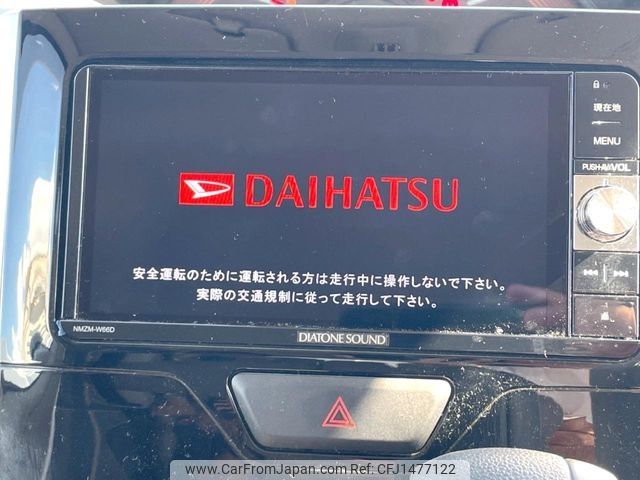 現在地
MENU
PUSH-AV/VOL
DAIHATSU
安全運転のために運転される方は走行中に操作しないで下さい。
実際の交通規制に従って走行して下さい。
NMZM-W66D
DIATONE SOUND
www.CarFromJapan.com © CarFromJapan - CFJ1477122